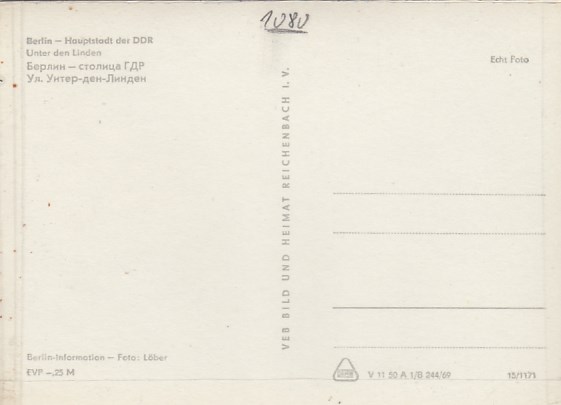 1080
Berlin — Hauptstadt der DDR
Unter den Linden
Берлин — столица ГДР
Ул. Унтер-ден-Линден
Echt Foto
VEB BILD UND HEIMAT REICHENBACH I. V.
Berlin-Information — Foto: Löber
EVP —,25 M
V 11 50 A 1/B 244/69
15/1171